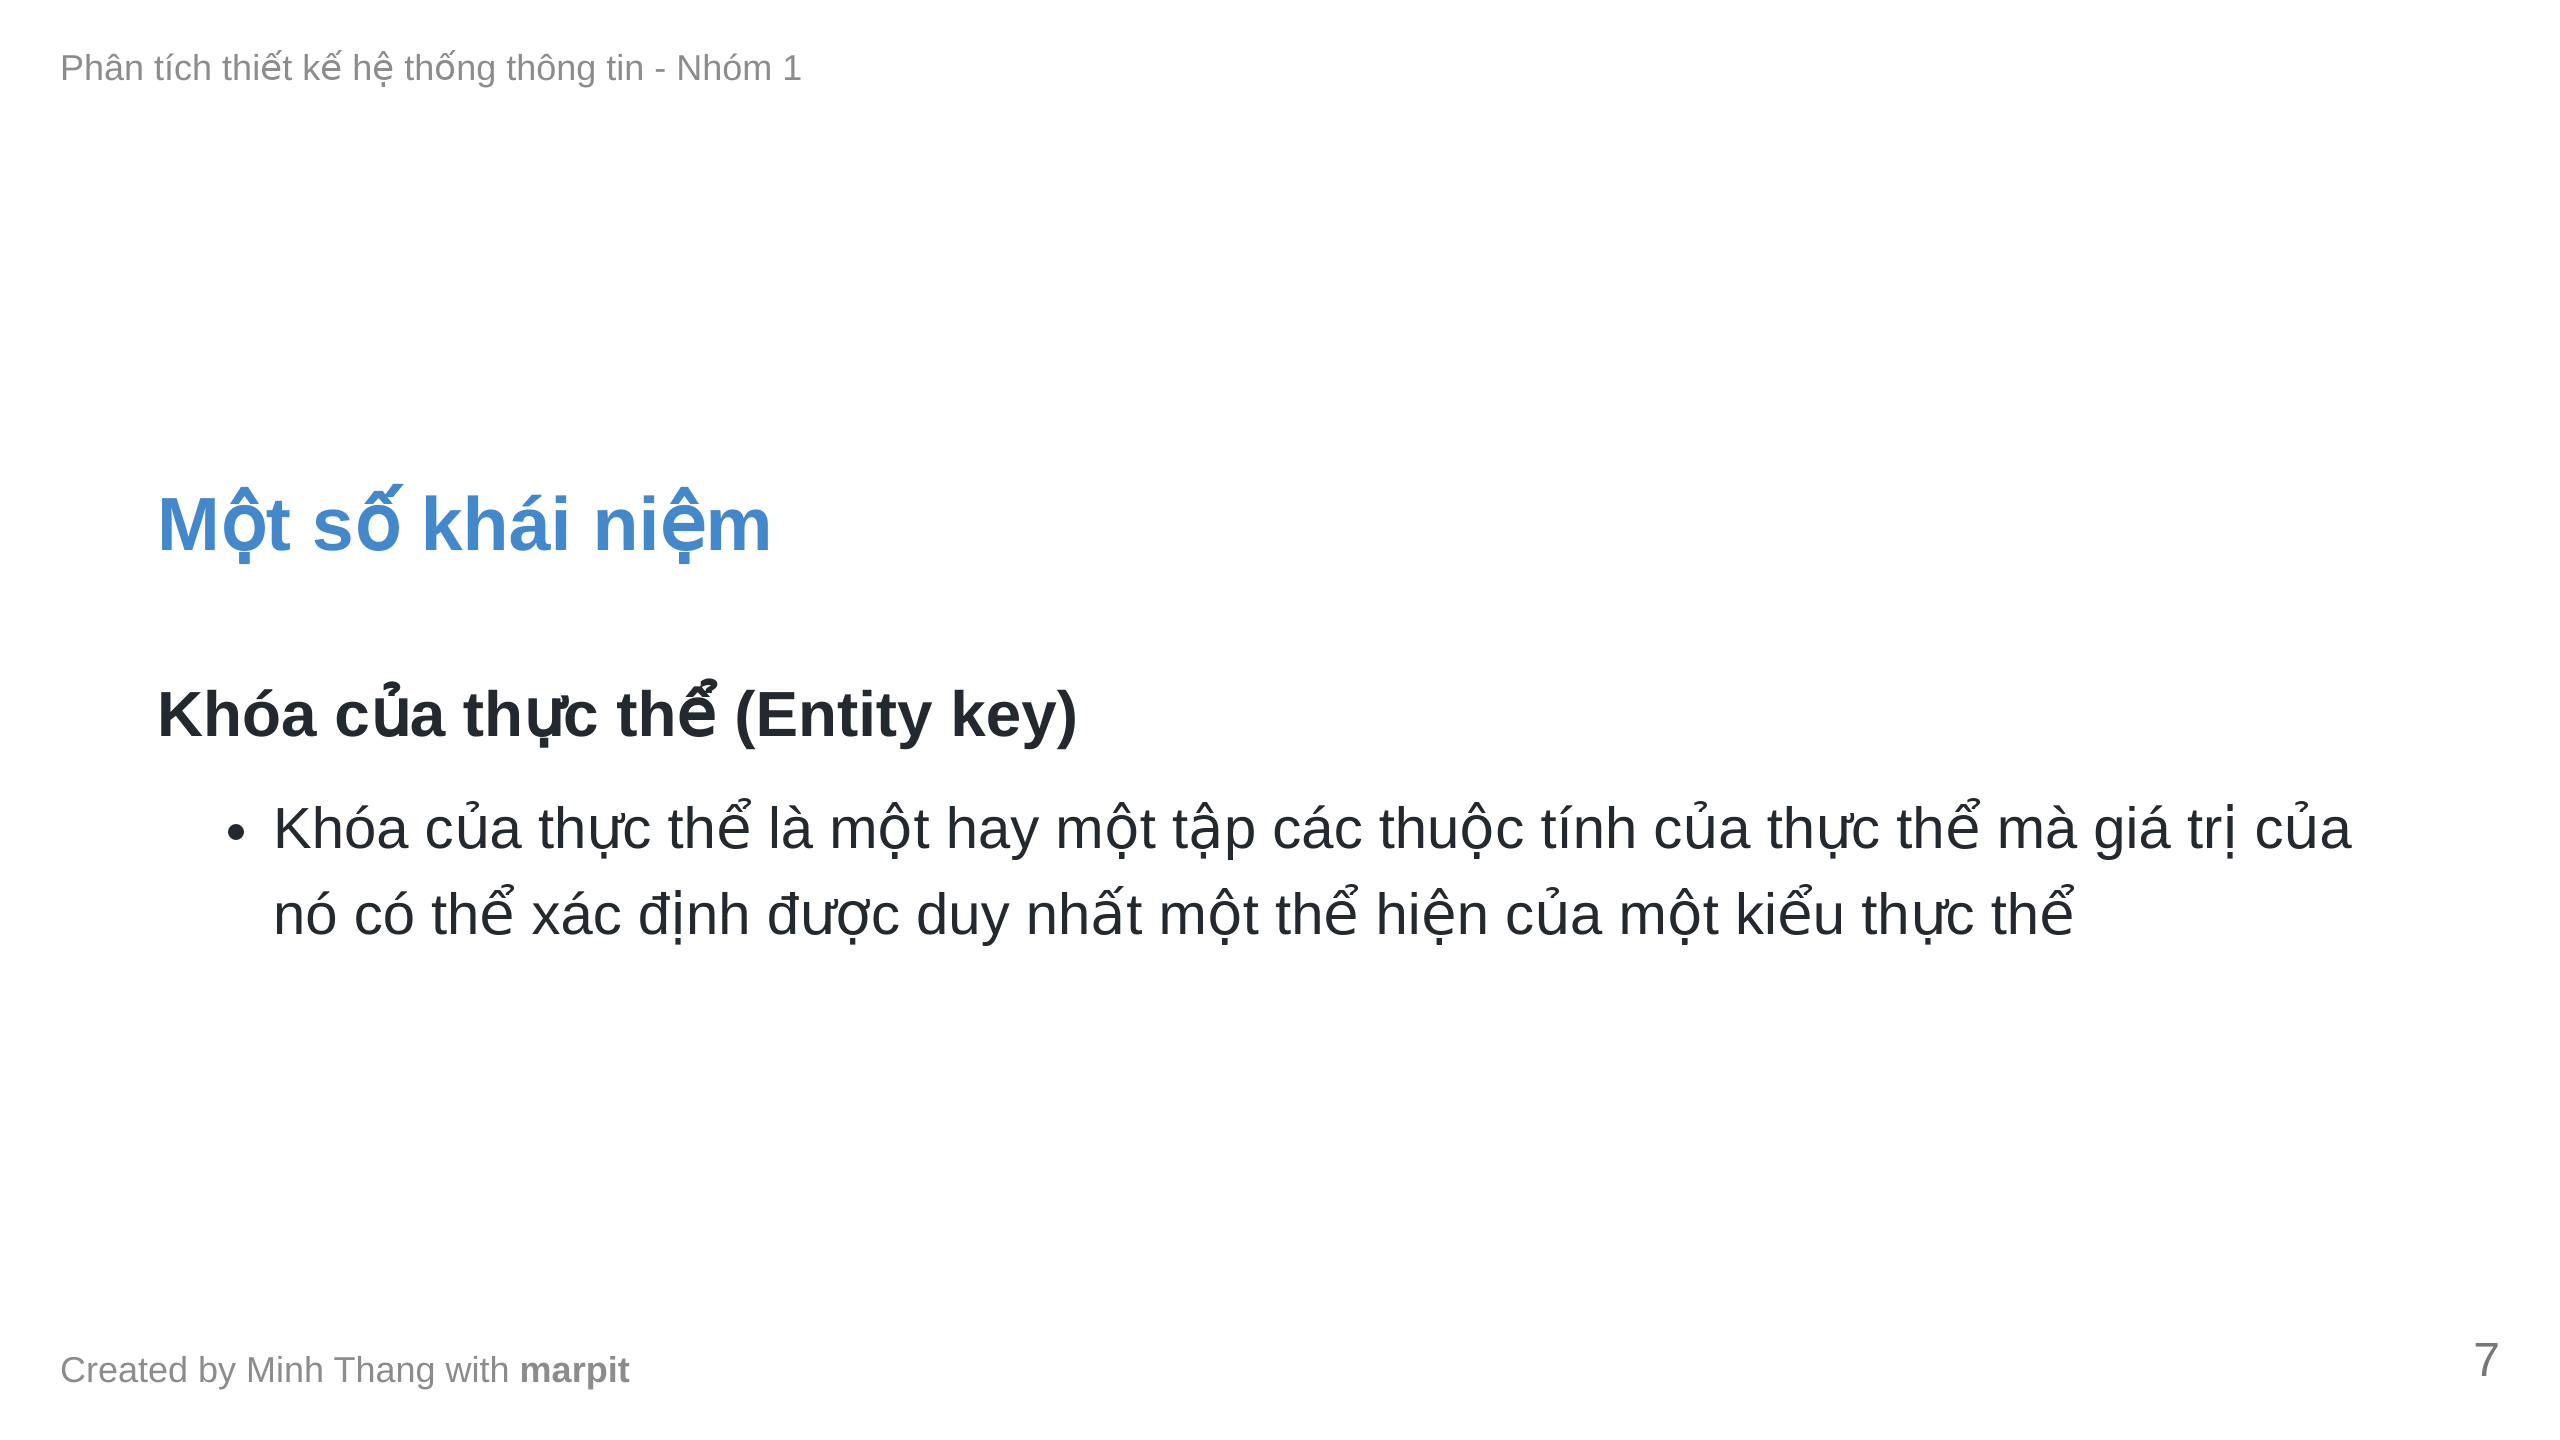 Phân tích thiết kế hệ thống thông tin - Nhóm 1
Một số khái niệm
Khóa của thực thể (Entity key)
• Khóa của thực thể là một hay một tập các thuộc tính của thực thể mà giá trị của
nó có thể xác định được duy nhất một thể hiện của một kiểu thực thể
Created by Minh Thang with marpit
7